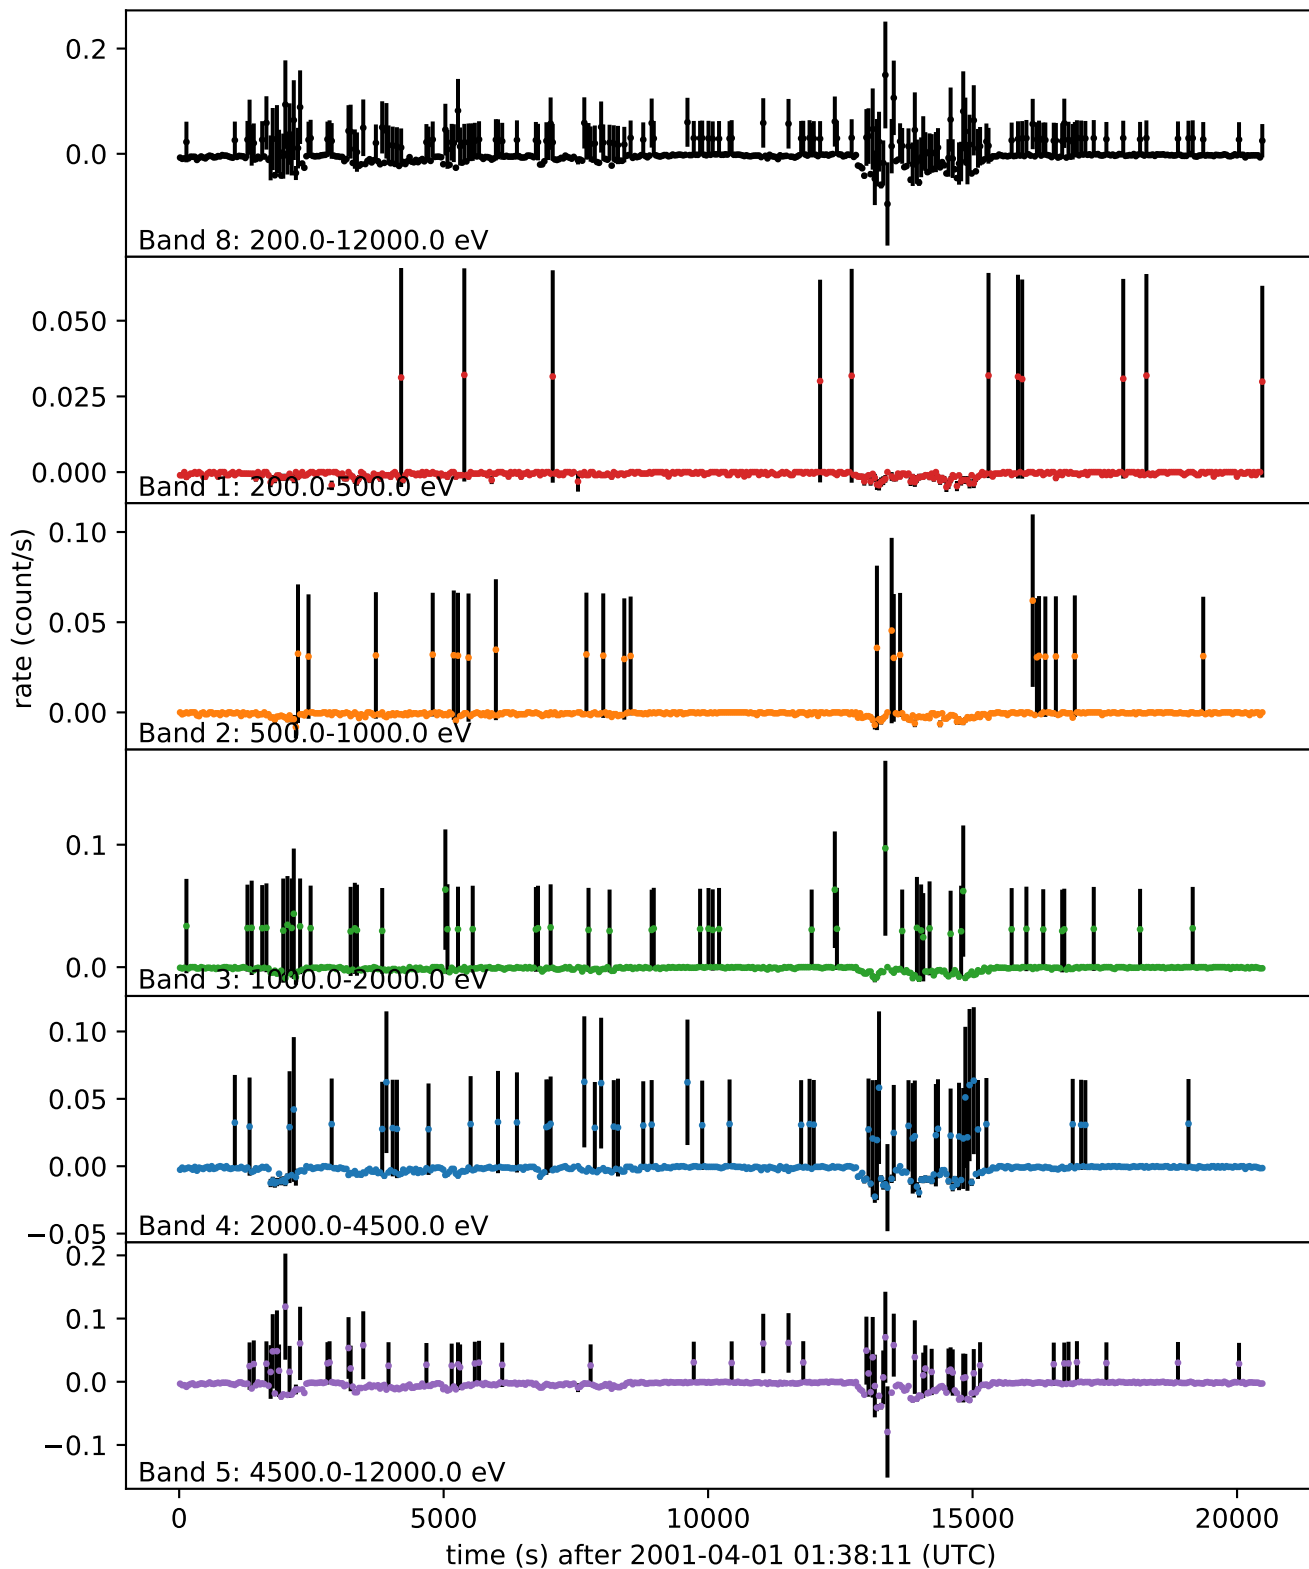 0.2
0.0
Band 8: 200.0-12000.0 eV
0.050
0.025
0.000
Band 1: 200.0-500.0 eV
rate (count/s)
0.10
0.05
0.00
Band 2: 500.0-1000.0 eV
0.1
0.0
Band 3: 1000.0-2000.0 eV
0.10
0.05
0.00
−0.05
Band 4: 2000.0-4500.0 eV
0.2
0.1
0.0
−0.1
Band 5: 4500.0-12000.0 eV
0 5000 10000 15000 20000
time (s) after 2001-04-01 01:38:11 (UTC)